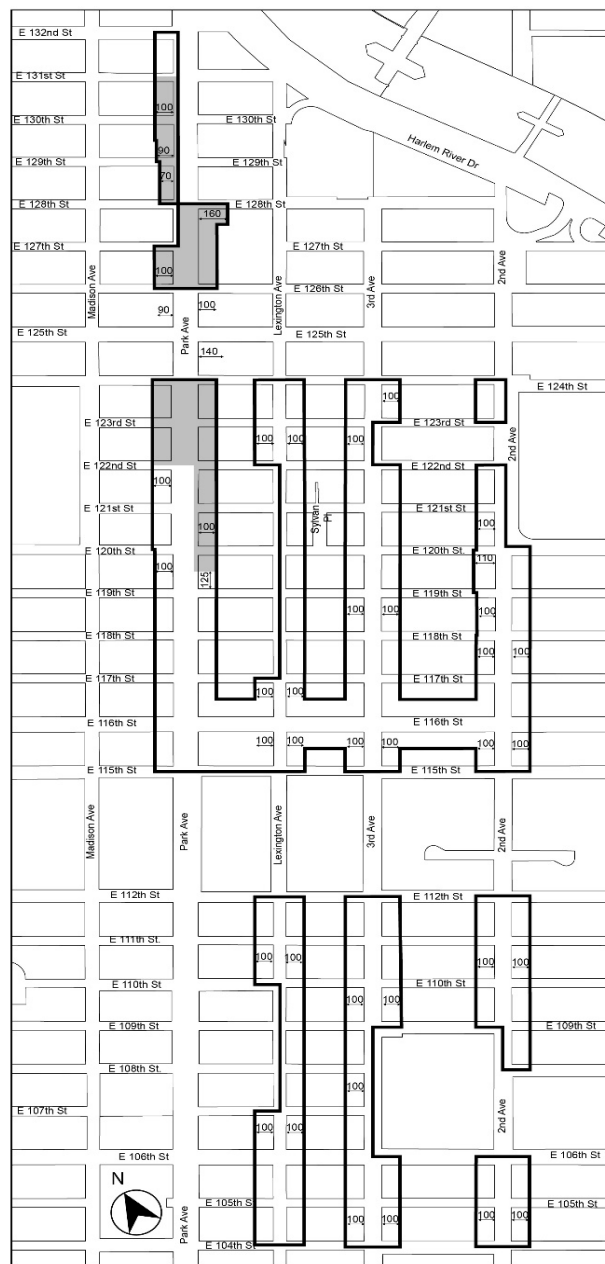 E 132nd St
E 131st St
100
E 130th St
E 130th St
90
Harlem River Dr
E 129th St
E 129th St
70
E 128th St
E 128th St
160
E 127th St
E 127th St
Madison Ave
Lexington Ave
3rd Ave
2nd Ave
100
E 126th St
100
90
Park Ave
E 125th St
E 125th St
140
E 124th St
100
E 123rd St
E 123rd St
100
100
100
2nd Ave
E 122nd St
E 122nd St
100
Sylvan Pl
E 121st St
E 121st St
100
100
E 120th St
E 120th St.
100
110
125
E 119th St
E 119th St
100
100
100
E 118th St
E 118th St
100
100
E 117th St
E 117th St
100
100
E 116th St
E 116th St
100
100
100
100
100
100
E 115th St
E 115th St
Madison Ave
Park Ave
Lexington Ave
3rd Ave
2nd Ave
E 112th St
E 112th St
E 111th St.
100
100
100
100
E 110th St
E 110th St
100
100
E 109th St
E 109th St
E 108th St.
100
E 107th St
100
100
2nd Ave
E 106th St
E 106th St
N
E 105th S
E 105th St
Park Ave
100
100
100
100
E 104th St